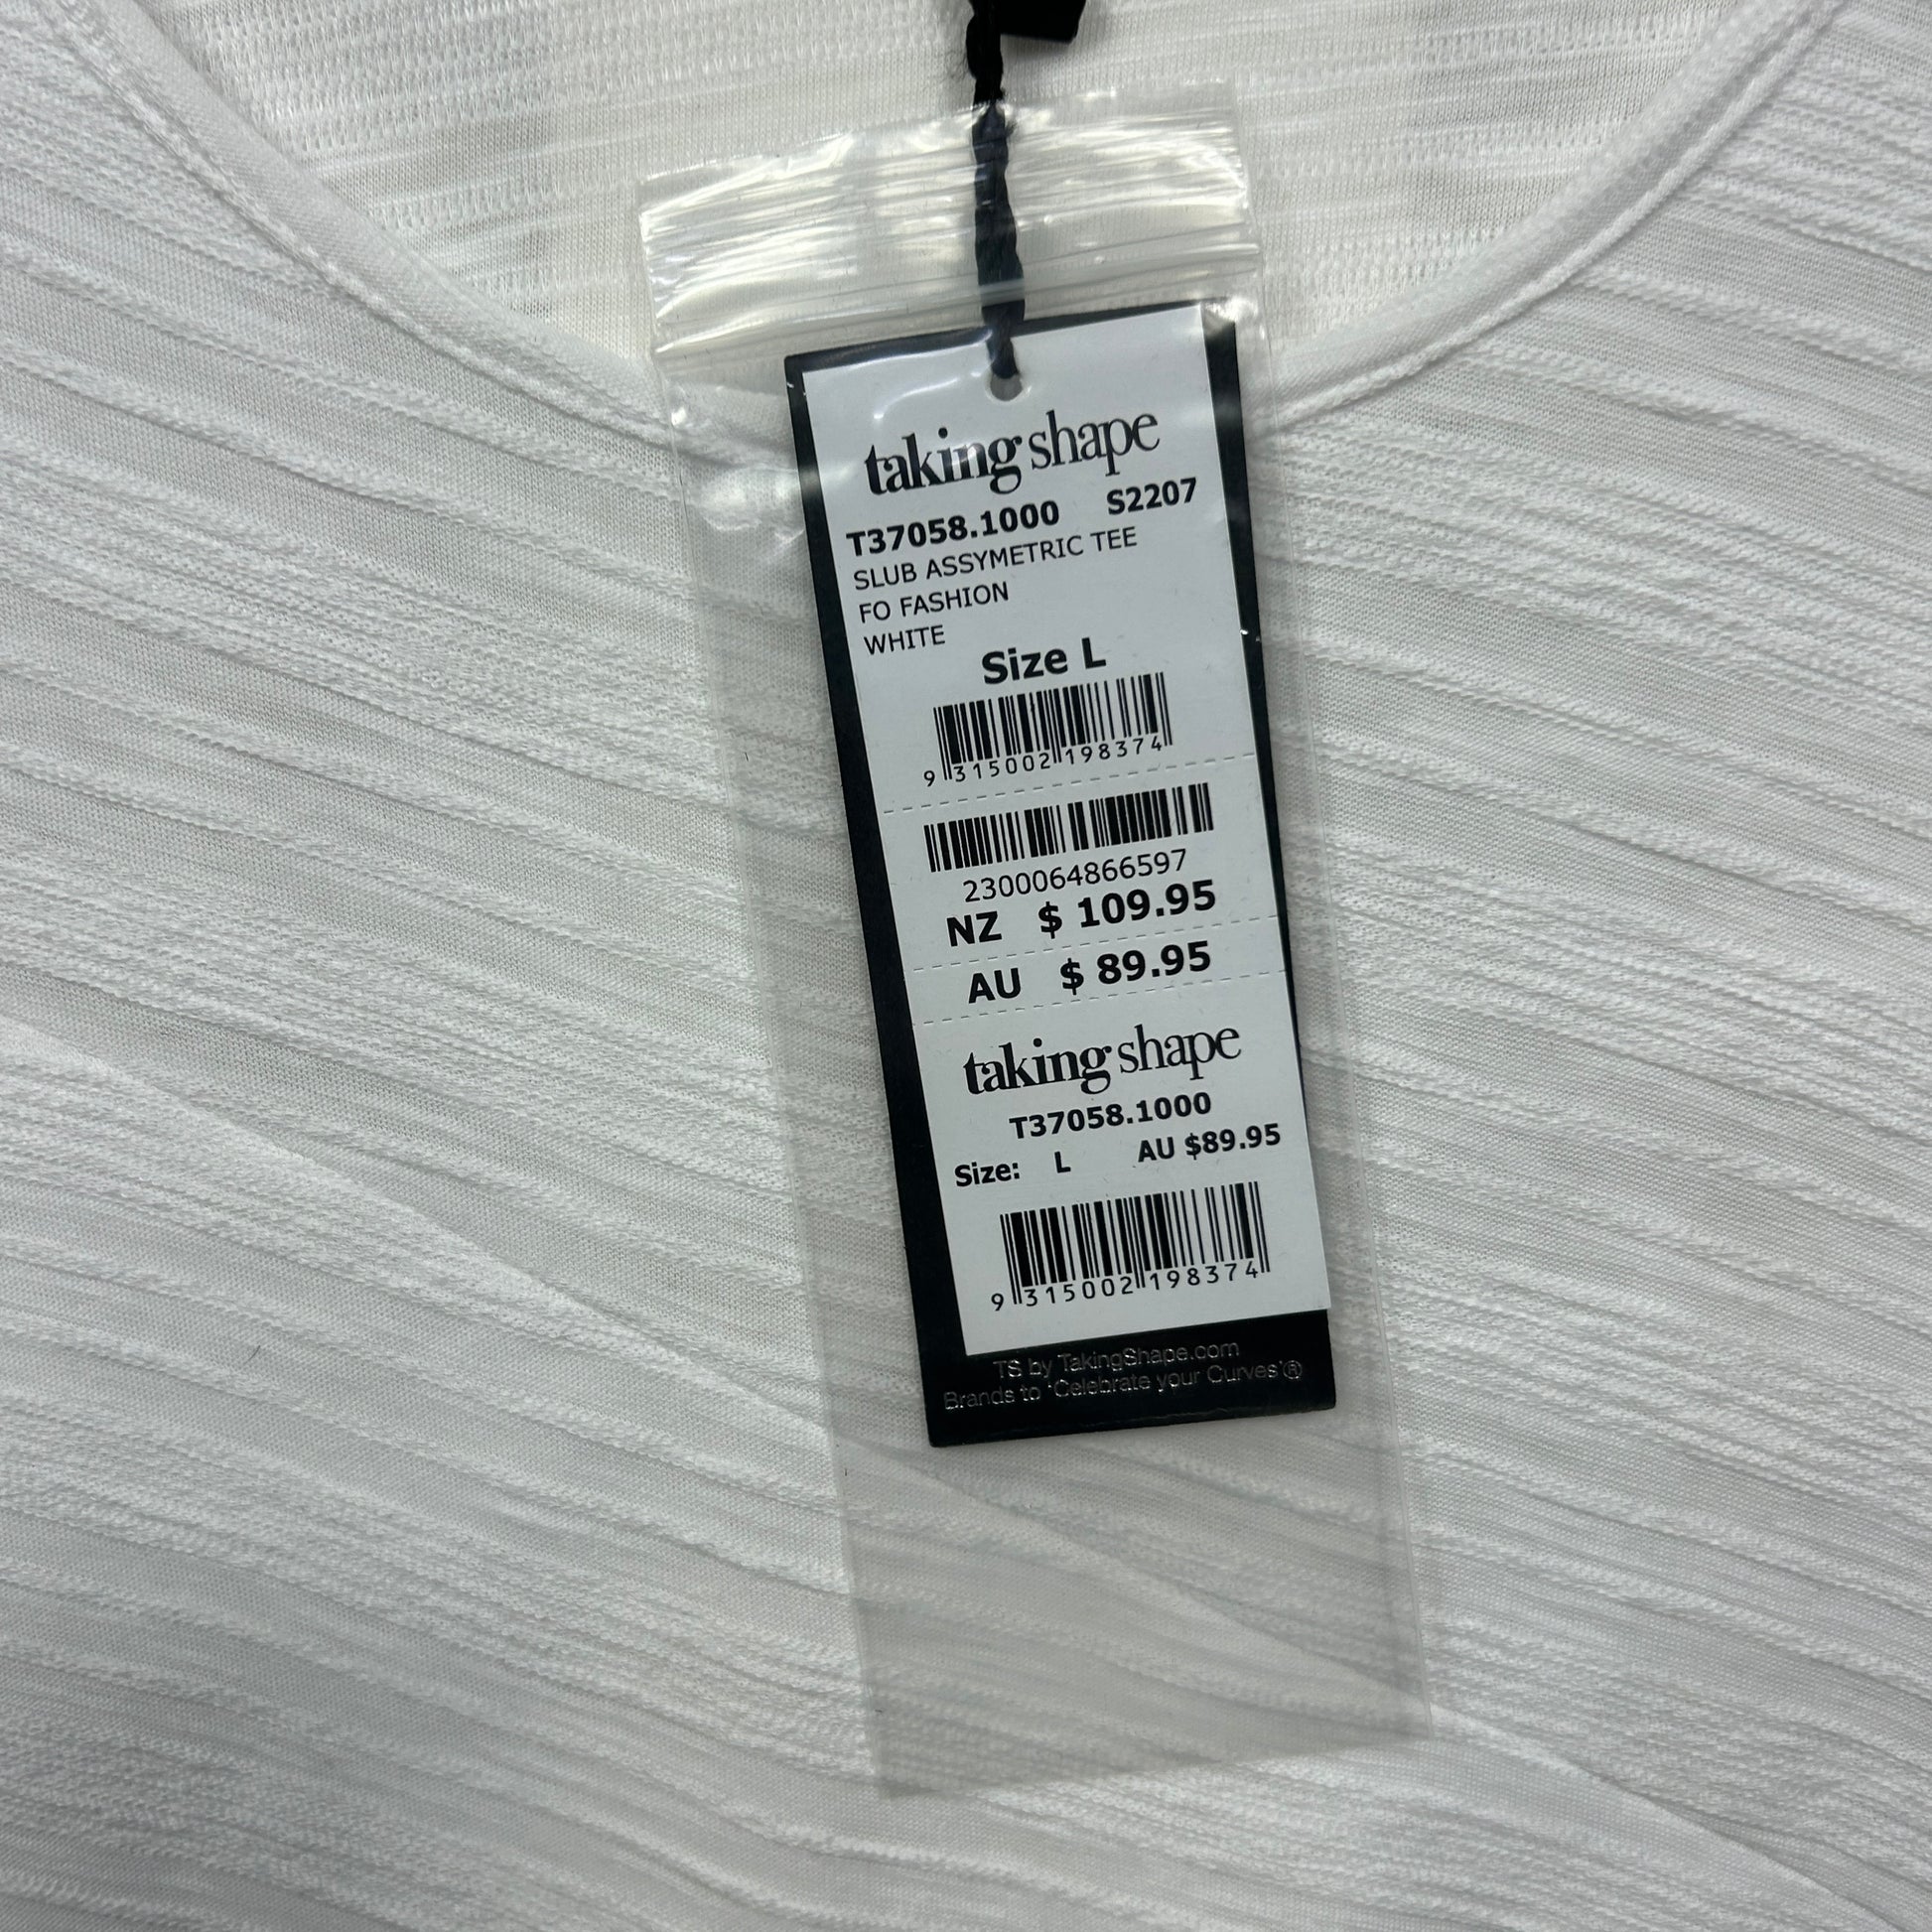 taking shape
T37058.1000 S2207
SLUB ASSYMETRIC TEE
FO FASHION
WHITE
Size L
9 315002 198374
2300064866597
NZ $ 109.95
AU $ 89.95
taking shape
T37058.1000
Size: L AU $89.95
9 315002 198374
TS by TakingShape.com
Brands to 'Celebrate your Curves'®